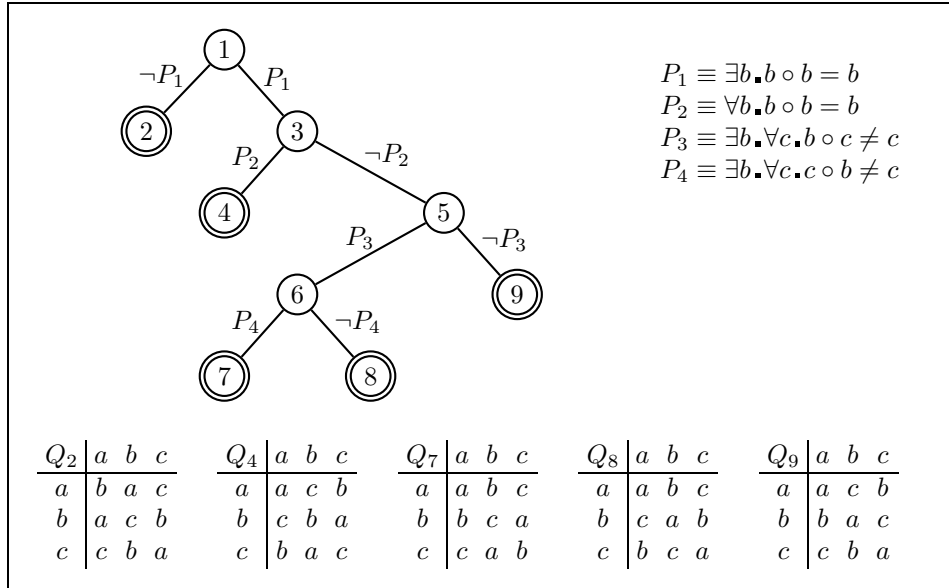 1
¬P₁ P₁
P₁ ≡ ∃b.b ∘ b = b
P₂ ≡ ∀b.b ∘ b = b
P₃ ≡ ∃b.∀c.b ∘ c ≠ c
P₄ ≡ ∃b.∀c.c ∘ b ≠ c
2 3
P₂ ¬P₂
4 5
P₃ ¬P₃
6 9
P₄ ¬P₄
7 8
Q₂ a b c Q₄ a b c Q₇ a b c Q₈ a b c Q₉ a b c
a b a c a a c b a a b c a a b c a a c b
b a c b b c b a b b c a b c a b b b a c
c c b a c b a c c c a b c b c a c c b a